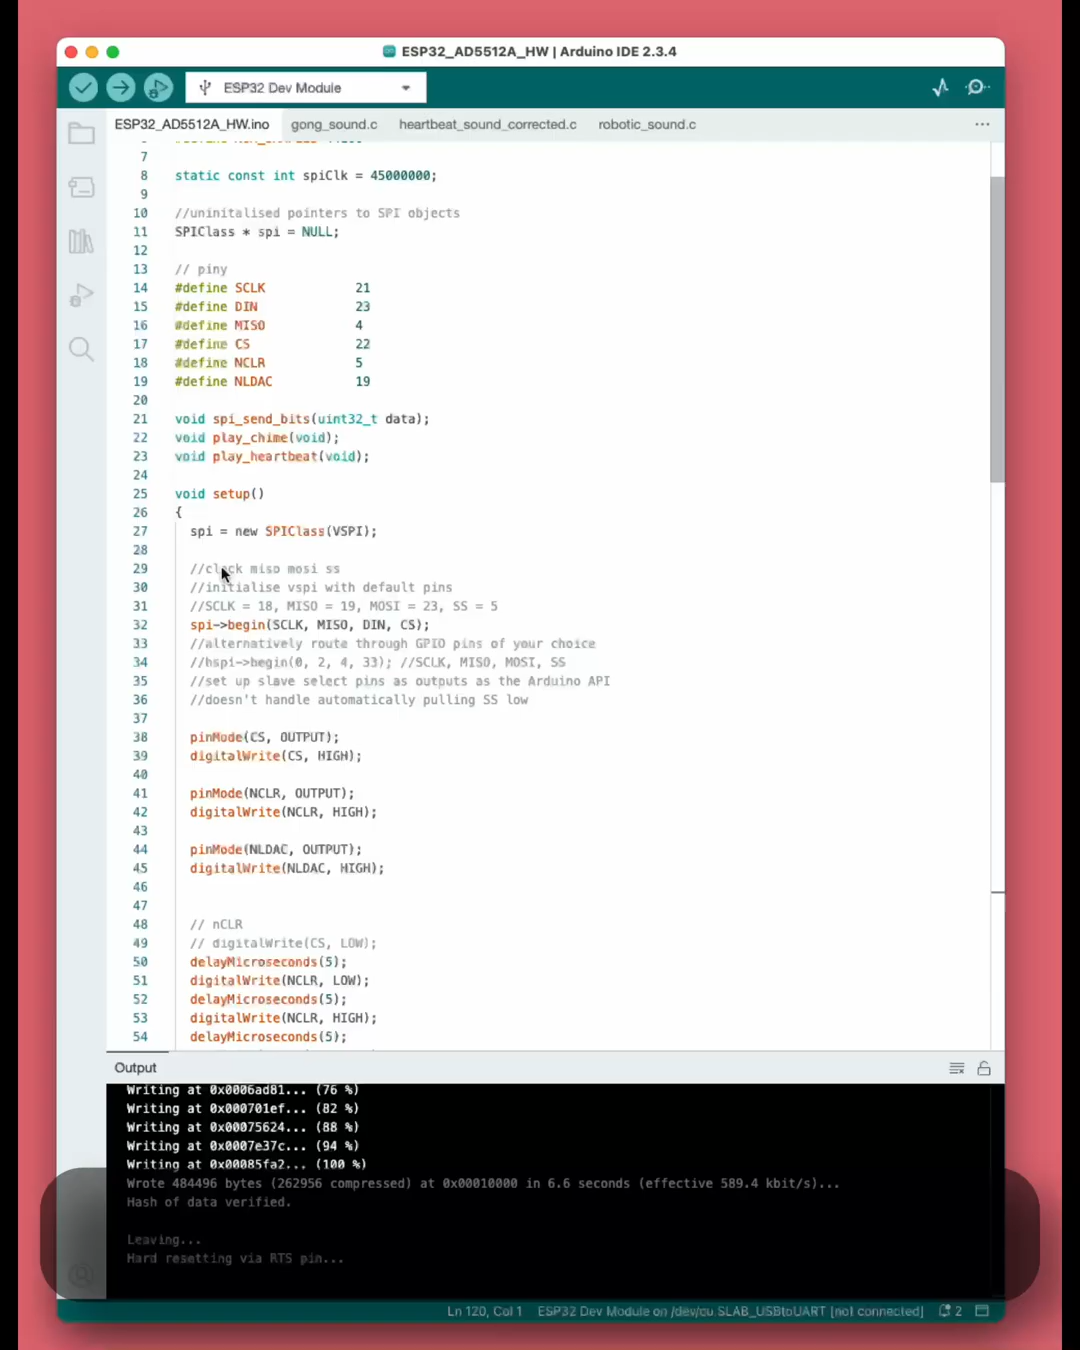 ESP32_AD5512A_HW | Arduino IDE 2.3.4
ESP32 Dev Module
ESP32_AD5512A_HW.ino gong_sound.c heartbeat_sound_corrected.c robotic_sound.c ...
7
8 static const int spiClk = 45000000;
9
10 //uninitalised pointers to SPI objects
11 SPIClass * spi = NULL;
12
13 // piny
14 #define SCLK 21
15 #define DIN 23
16 #define MISO 4
17 #define CS 22
18 #define NCLR 5
19 #define NLDAC 19
20
21 void spi_send_bits(uint32_t data);
22 void play_chime(void);
23 void play_heartbeat(void);
24
25 void setup()
26 {
27 spi = new SPIClass(VSPI);
28
29 //clock miso mosi ss
30 //initialise vspi with default pins
31 //SCLK = 18, MISO = 19, MOSI = 23, SS = 5
32 spi->begin(SCLK, MISO, DIN, CS);
33 //alternatively route through GPIO pins of your choice
34 //hspi->begin(0, 2, 4, 33); //SCLK, MISO, MOSI, SS
35 //set up slave select pins as outputs as the Arduino API
36 //doesn't handle automatically pulling SS low
37
38 pinMode(CS, OUTPUT);
39 digitalWrite(CS, HIGH);
40
41 pinMode(NCLR, OUTPUT);
42 digitalWrite(NCLR, HIGH);
43
44 pinMode(NLDAC, OUTPUT);
45 digitalWrite(NLDAC, HIGH);
46
47
48 // nCLR
49 // digitalWrite(CS, LOW);
50 delayMicroseconds(5);
51 digitalWrite(NCLR, LOW);
52 delayMicroseconds(5);
53 digitalWrite(NCLR, HIGH);
54 delayMicroseconds(5);
Output
Writing at 0x0006ad81... (76 %)
Writing at 0x000701ef... (82 %)
Writing at 0x00075624... (88 %)
Writing at 0x0007e37c... (94 %)
Writing at 0x00085fa2... (100 %)
Wrote 484496 bytes (262956 compressed) at 0x00010000 in 6.6 seconds (effective 589.4 kbit/s)...
Hash of data verified.
Leaving...
Hard resetting via RTS pin...
Ln 120, Col 1 ESP32 Dev Module on /dev/cu.SLAB_USBtoUART [not connected] 2